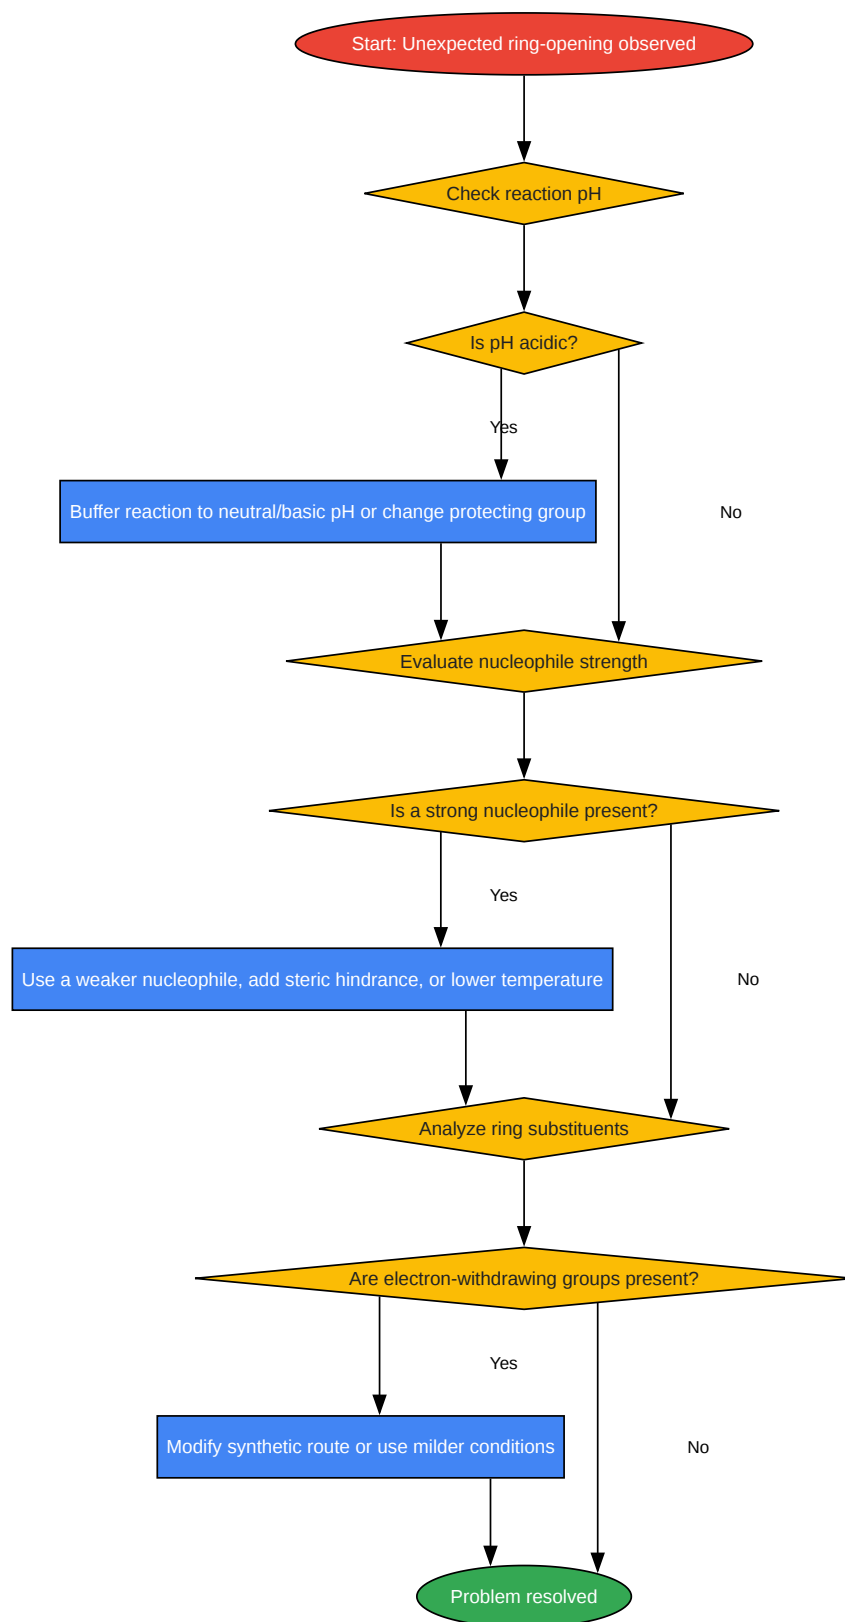 Start: Unexpected ring-opening observed
Check reaction pH
Is pH acidic?
Yes
Buffer reaction to neutral/basic pH or change protecting group
No
Evaluate nucleophile strength
Is a strong nucleophile present?
Yes
Use a weaker nucleophile, add steric hindrance, or lower temperature
No
Analyze ring substituents
Are electron-withdrawing groups present?
Yes
Modify synthetic route or use milder conditions
No
Problem resolved